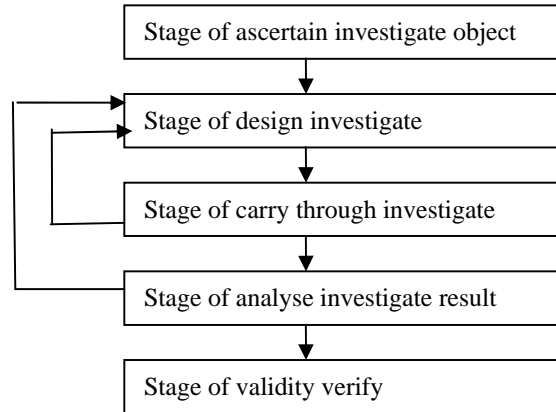 Stage of ascertain investigate object
Stage of design investigate
Stage of carry through investigate
Stage of analyse investigate result
Stage of validity verify